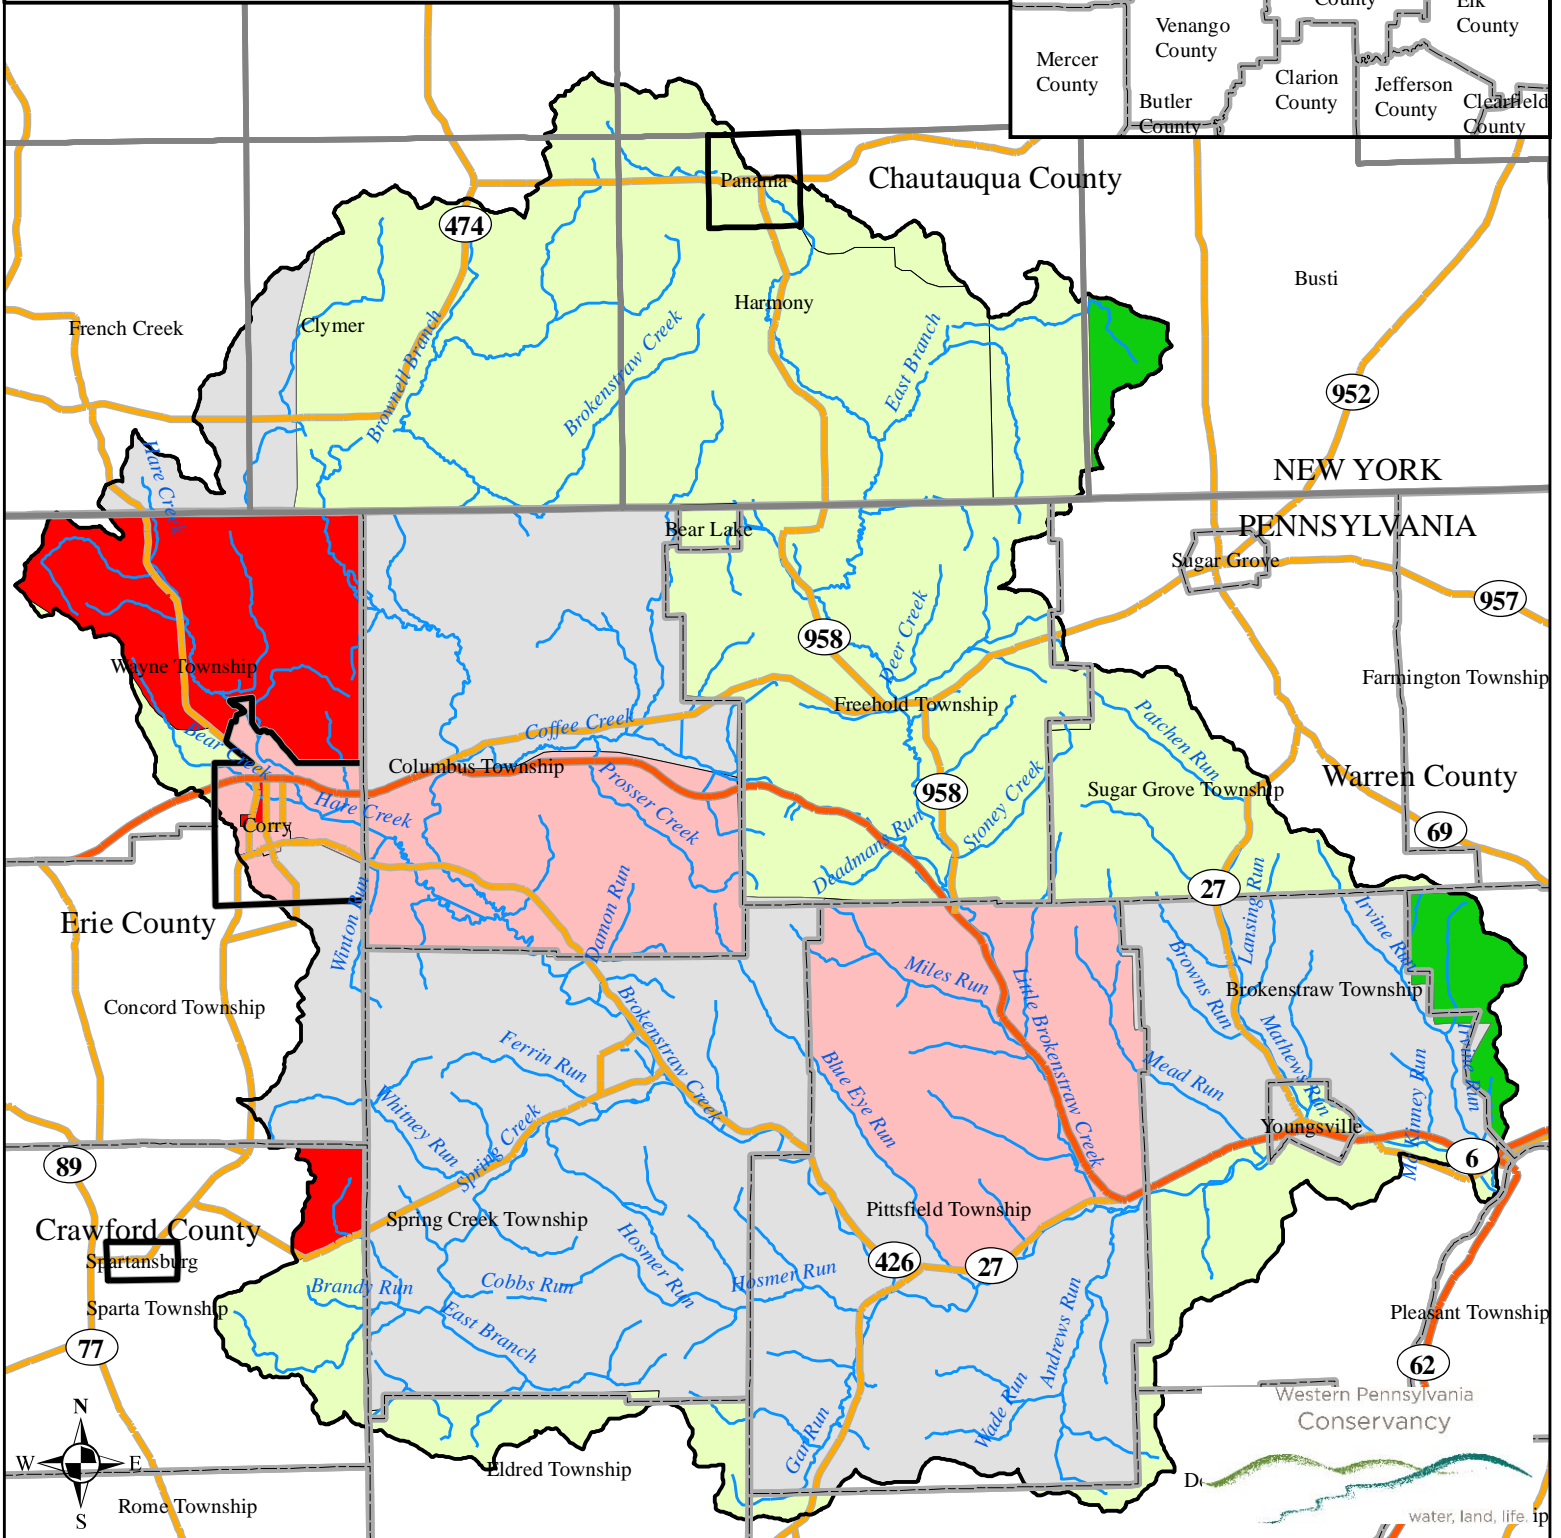 County
Elk
County
Venango
County
Mercer
County
Clarion
County
Jefferson
County
Butler
County
Clearfield
County
Panama
Chautauqua County
474
Busti
Harmony
French Creek
Clymer
Brownell Branch
Brokenstraw Creek
East Branch
952
Hare Creek
NEW YORK
PENNSYLVANIA
Bear Lake
Sugar Grove
957
958
Deer Creek
Wayne Township
Farmington Township
Freehold Township
Patchen Run
Coffee Creek
Bear Creek
Columbus Township
Prosser Creek
958
Stoney Creek
Sugar Grove Township
Warren County
Hare Creek
Corry
69
Deadmans Run
27
Lansing Run
Winton Run
Damon Run
Erie County
Irvine Run
Miles Run
Little Brokenstraw Creek
Browns Run
Brokenstraw Township
Concord Township
Brokenstraw Creek
Ferrin Run
Mathews Run
Irvine Run
Blue Eye Run
Mead Run
Mc Kinney Run
Whitney Run
Spring Creek
Youngsville
89
6
Crawford County
Spring Creek Township
Pittsfield Township
Spartansburg
Hosmer Run
426
27
Brandy Run
Cobbs Run
Hosmer Run
Sparta Township
East Branch
Andrews Run
Pleasant Township
77
62
Western Pennsylvania
Conservancy
N
W
E
S
Wade Run
Gar Run
Eldred Township
De
Rome Township
water, land, life.
ip